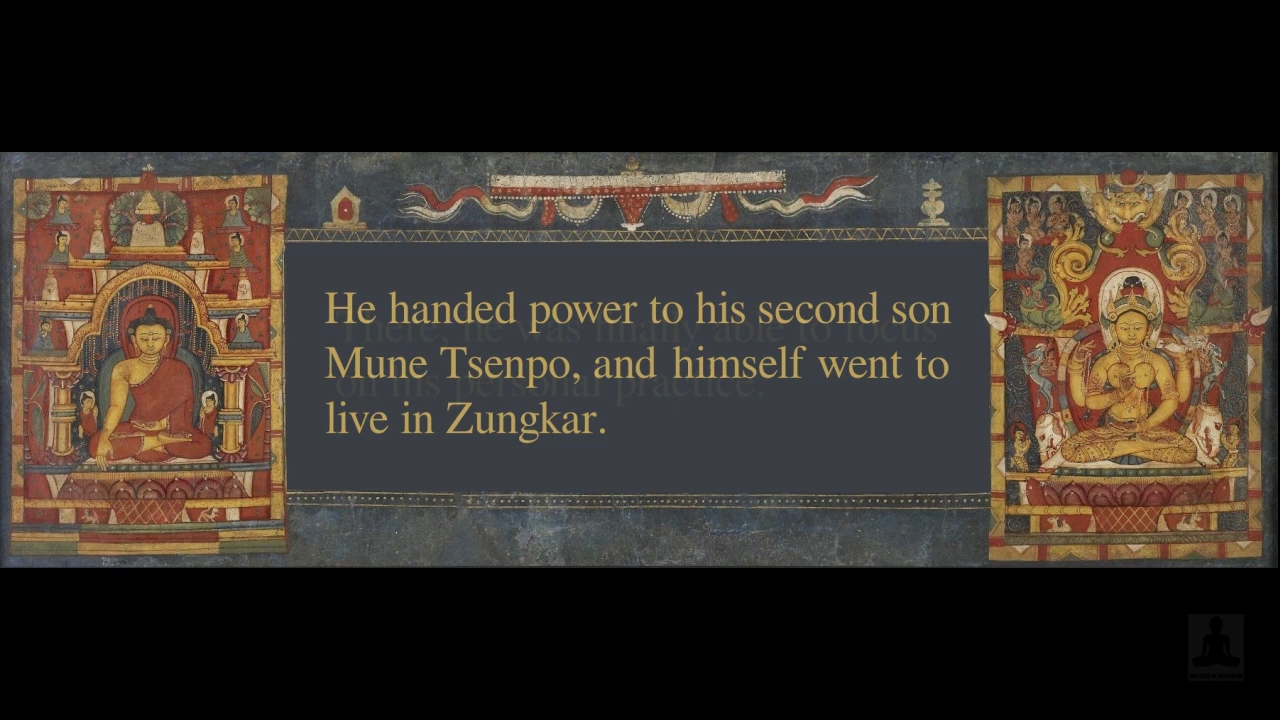 He handed power to his second son
Mune Tsenpo, and himself went to
live in Zungkar.